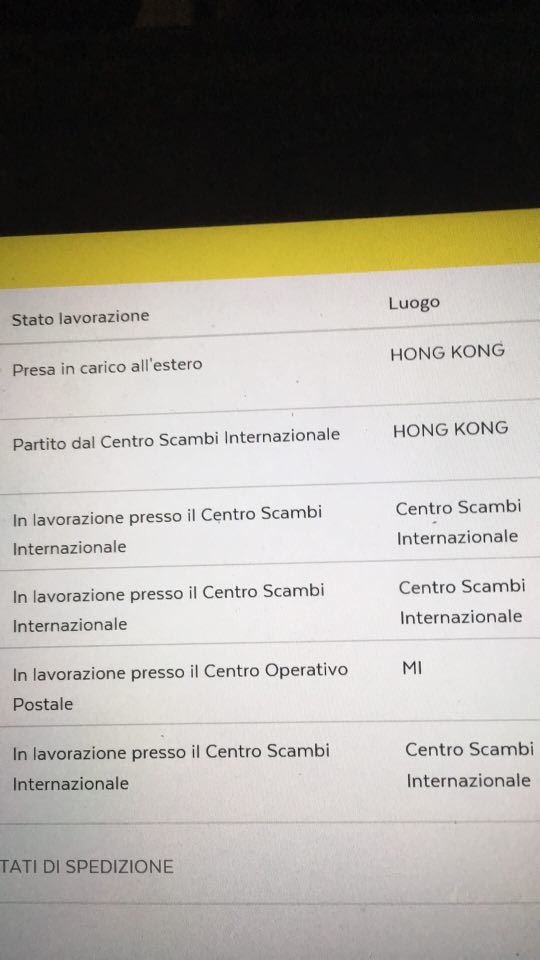 Stato lavorazione Luogo
Presa in carico all'estero HONG KONG
Partito dal Centro Scambi Internazionale HONG KONG
In lavorazione presso il Centro Scambi Centro Scambi
Internazionale Internazionale
In lavorazione presso il Centro Scambi Centro Scambi
Internazionale Internazionale
In lavorazione presso il Centro Operativo MI
Postale
In lavorazione presso il Centro Scambi Centro Scambi
Internazionale Internazionale
TATI DI SPEDIZIONE